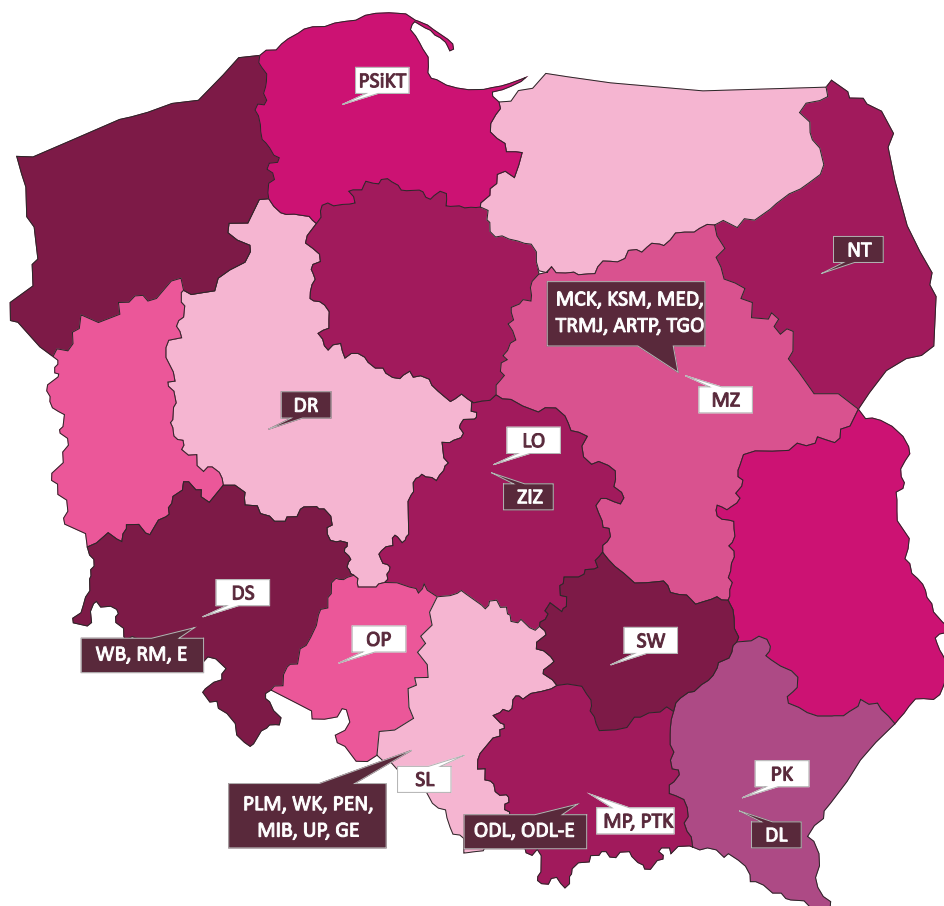 PSiKT
NT
MCK, KSM, MED,
TRMJ, ARTP, TGO
MZ
DR
LO
ZIZ
DS
WB, RM, E
OP
SW
PLM, WK, PEN,
MIB, UP, GE
SL
ODL, ODL-E
MP, PTK
PK
DL